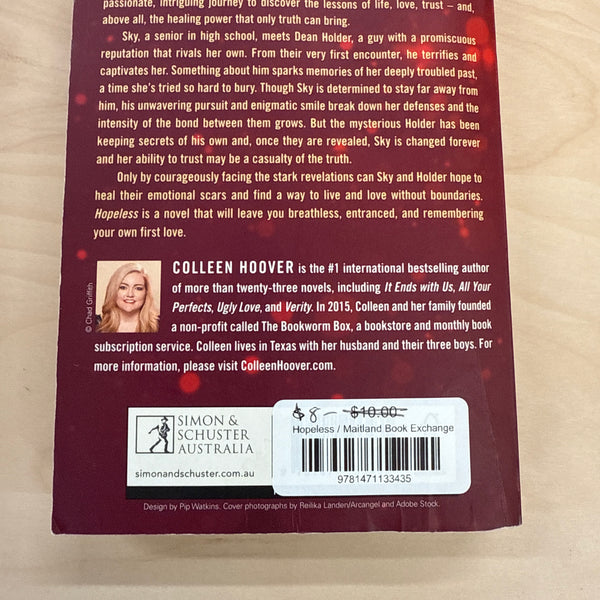 passionate, intriguing journey to discover the lessons of life, love, trust – and,
above all, the healing power that only truth can bring.
Sky, a senior in high school, meets Dean Holder, a guy with a promiscuous
reputation that rivals her own. From their very first encounter, he terrifies and
captivates her. Something about him sparks memories of her deeply troubled past,
a time she's tried so hard to bury. Though Sky is determined to stay far away from
him, his unwavering pursuit and enigmatic smile break down her defenses and the
intensity of the bond between them grows. But the mysterious Holder has been
keeping secrets of his own and, once they are revealed, Sky is changed forever
and her ability to trust may be a casualty of the truth.
Only by courageously facing the stark revelations can Sky and Holder hope to
heal their emotional scars and find a way to live and love without boundaries.
Hopeless is a novel that will leave you breathless, entranced, and remembering
your own first love.
© Chad Griffith
COLLEEN HOOVER is the #1 international bestselling author
of more than twenty-three novels, including It Ends with Us, All Your
Perfects, Ugly Love, and Verity. In 2015, Colleen and her family founded
a non-profit called The Bookworm Box, a bookstore and monthly book
subscription service. Colleen lives in Texas with her husband and their three boys. For
more information, please visit ColleenHoover.com.
SIMON &
SCHUSTER
AUSTRALIA
simonandschuster.com.au
$8- $10.00
Hopeless / Maitland Book Exchange
9781471133435
Design by Pip Watkins. Cover photographs by Reilika Landen/Arcangel and Adobe Stock.